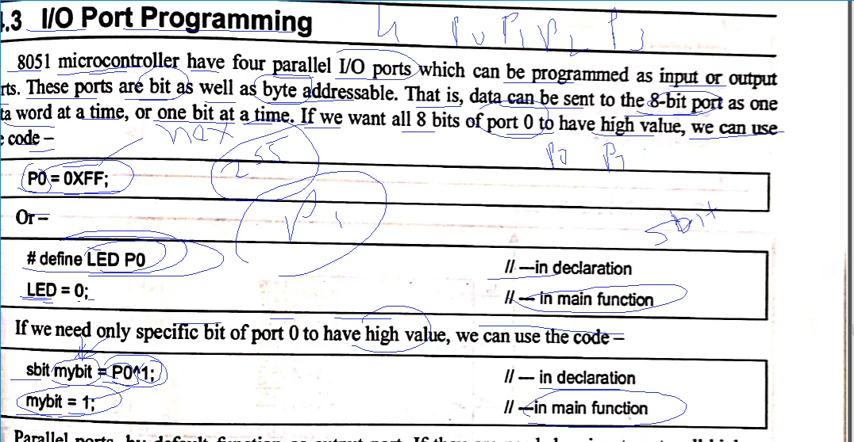 .3 I/O Port Programming
4 P0 P1 P2 P3
8051 microcontroller have four parallel I/O ports which can be programmed as input or output
rts. These ports are bit as well as byte addressable. That is, data can be sent to the 8-bit port as one
ta word at a time, or one bit at a time. If we want all 8 bits of port 0 to have high value, we can use
e code –
P0 = 0XFF;
255
Or –
P1
sbit
# define LED P0 // —in declaration
LED = 0; // — in main function
If we need only specific bit of port 0 to have high value, we can use the code –
sbit mybit = P0^1; // — in declaration
mybit = 1; // —in main function